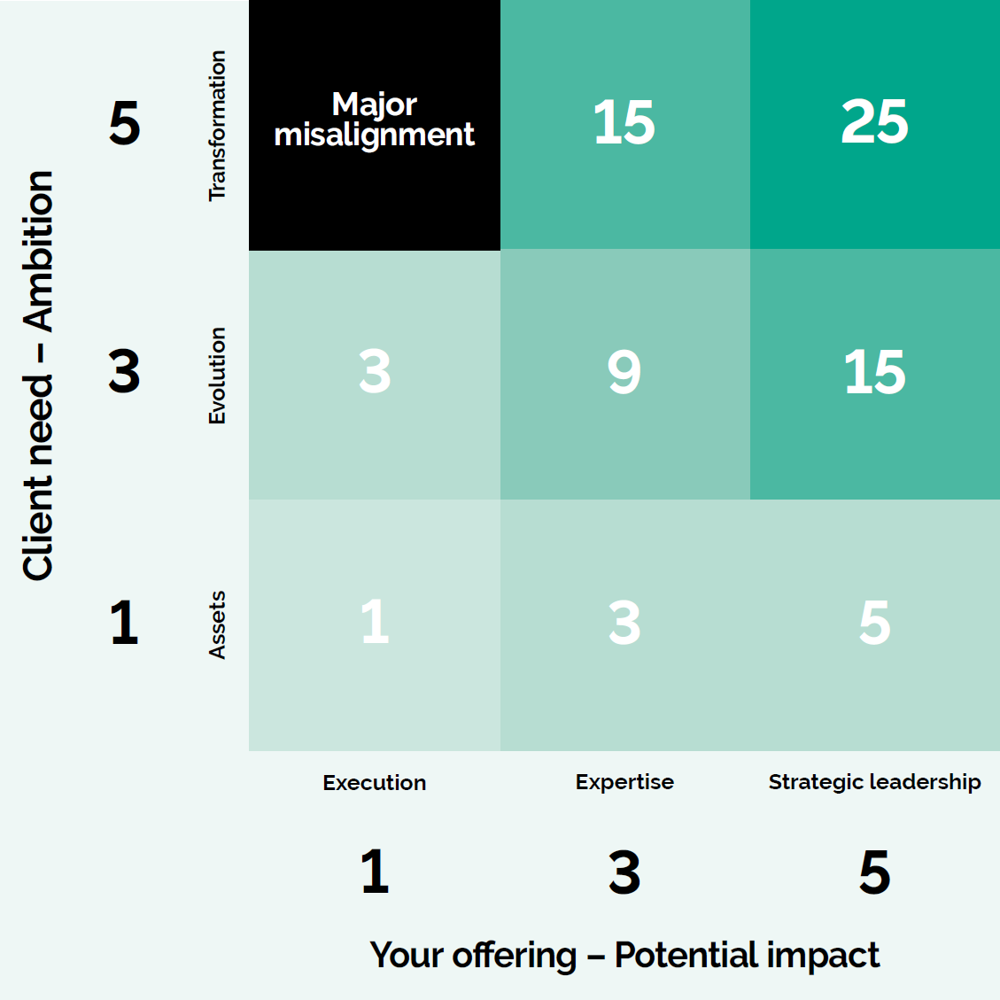 Client need – Ambition
5
Transformation
Major
misalignment
15
25
3
Evolution
3
9
15
1
Assets
1
3
5
Execution
Expertise
Strategic leadership
1
3
5
Your offering – Potential impact